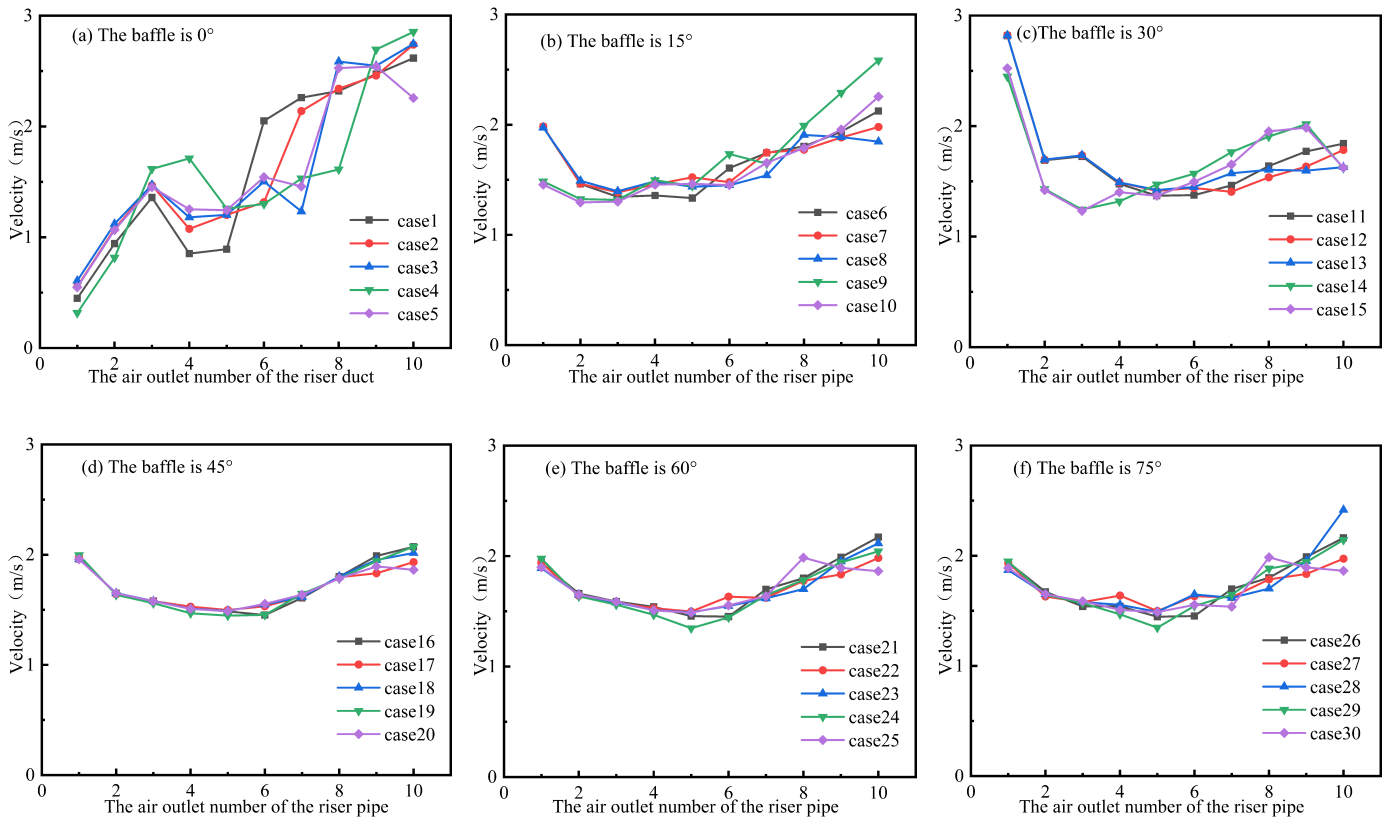 (a) The baffle is 0°
Velocity（m/s）
3
2
1
0
0
2
4
6
8
10
case1
case2
case3
case4
case5
The air outlet number of the riser duct
(b) The baffle is 15°
Velocity（m/s）
3
2
1
0
0
2
4
6
8
10
case6
case7
case8
case9
case10
The air outlet number of the riser pipe
(c)The baffle is 30°
Velocity（m/s）
3
2
1
0
0
2
4
6
8
10
case11
case12
case13
case14
case15
The air outlet number of the riser pipe
(d) The baffle is 45°
Velocity（m/s）
3
2
1
0
0
2
4
6
8
10
case16
case17
case18
case19
case20
The air outlet number of the riser pipe
(e) The baffle is 60°
Velocity（m/s）
3
2
1
0
0
2
4
6
8
10
case21
case22
case23
case24
case25
The air outlet number of the riser pipe
(f) The baffle is 75°
Velocity（m/s）
3
2
1
0
0
2
4
6
8
10
case26
case27
case28
case29
case30
The air outlet number of the riser pipe